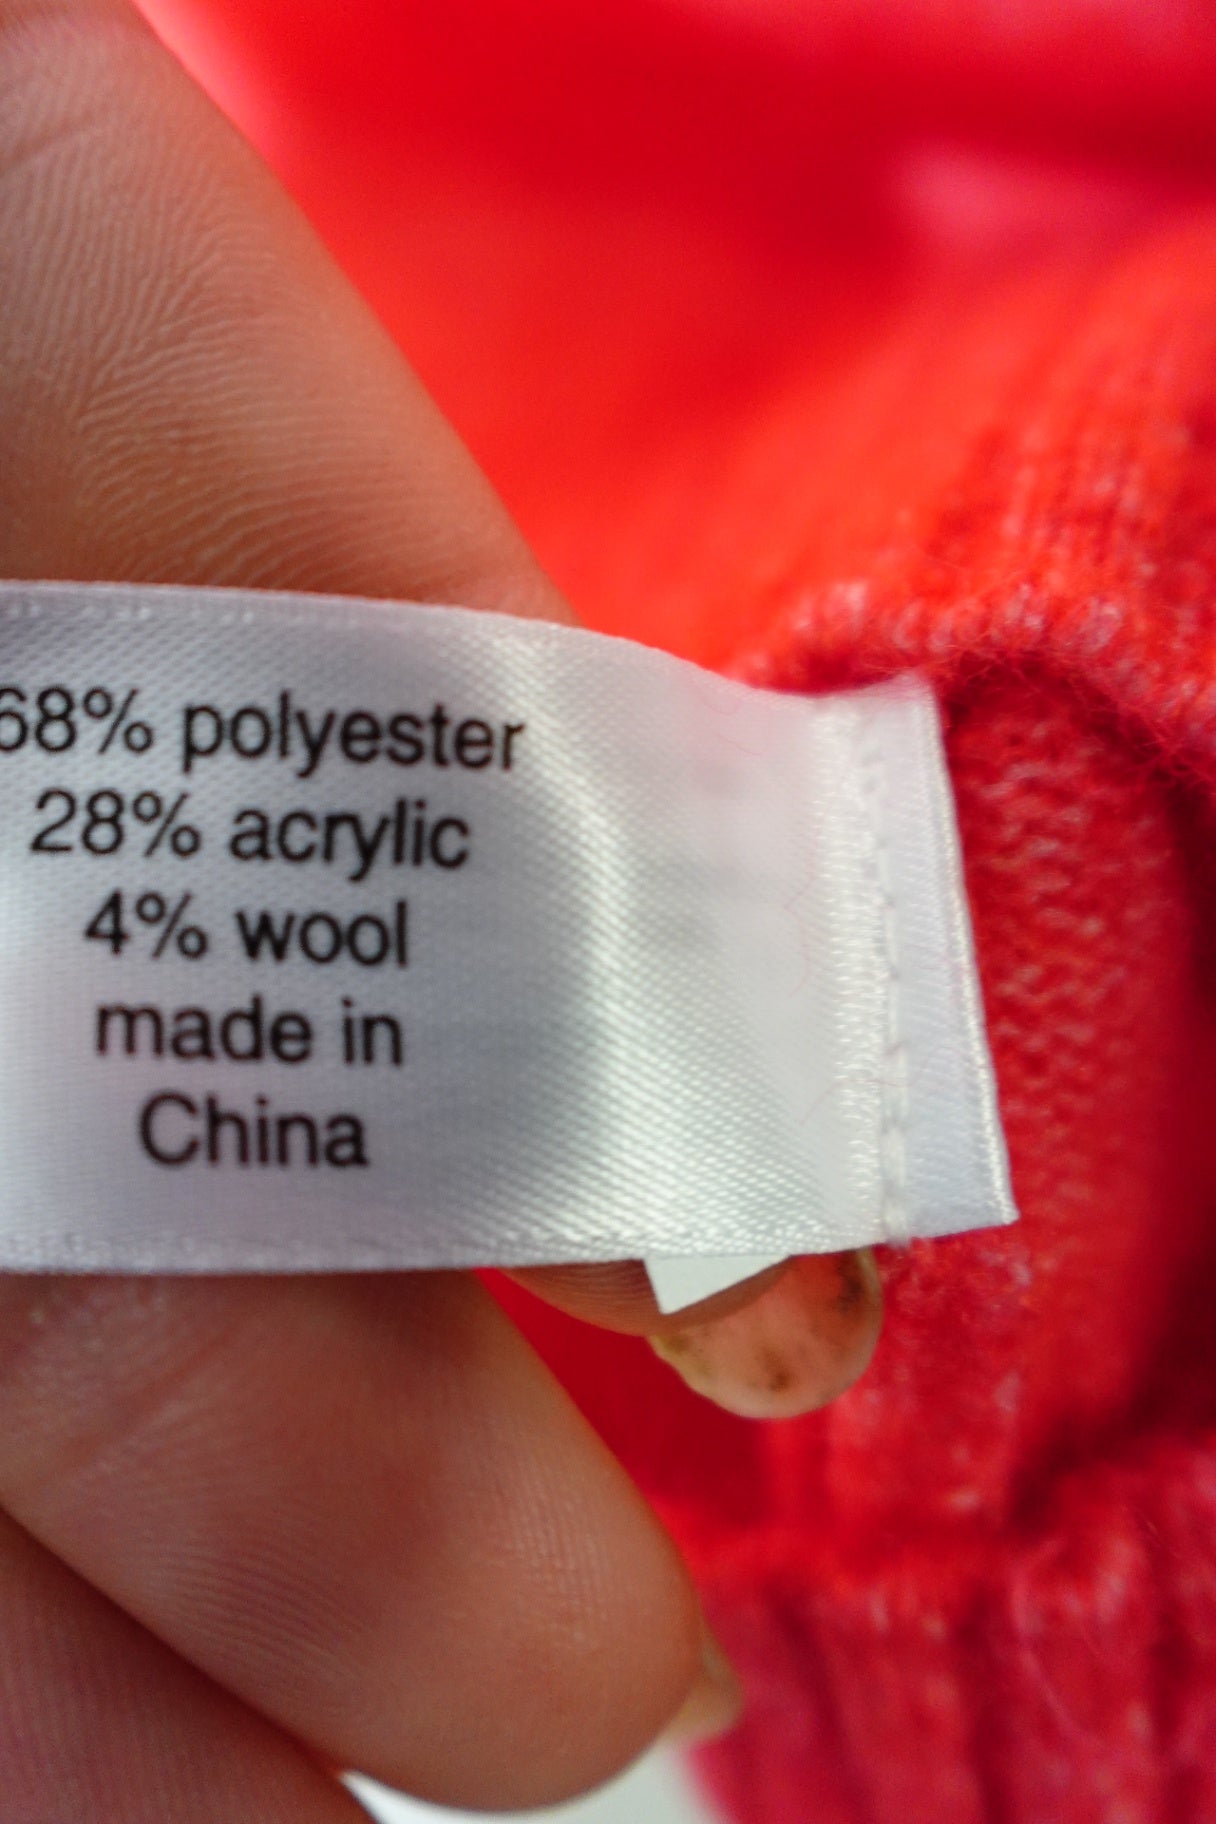 68% polyester
28% acrylic
4% wool
made in
China